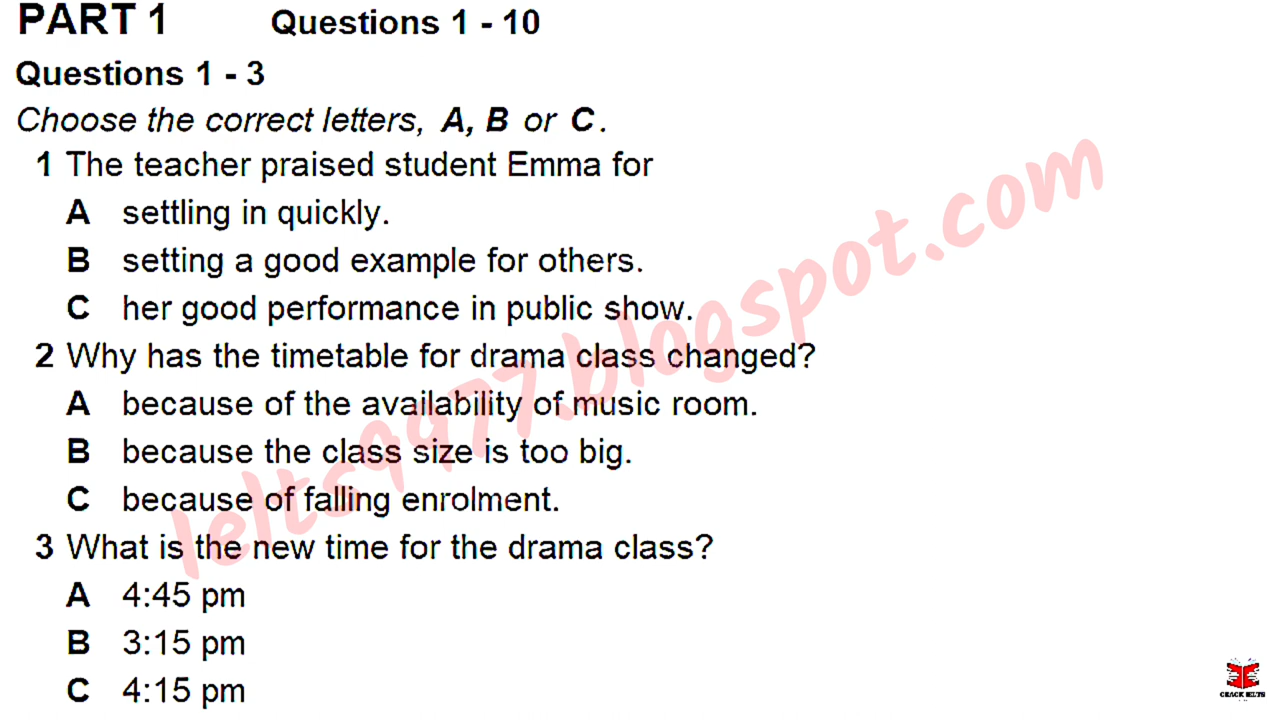 PART 1 Questions 1 - 10
Questions 1 - 3
Choose the correct letters, A, B or C.
1 The teacher praised student Emma for
A settling in quickly.
B setting a good example for others.
C her good performance in public show.
2 Why has the timetable for drama class changed?
A because of the availability of music room.
B because the class size is too big.
C because of falling enrolment.
3 What is the new time for the drama class?
A 4:45 pm
B 3:15 pm
C 4:15 pm
Ielts9977.blogspot.com
CRACK IELTS